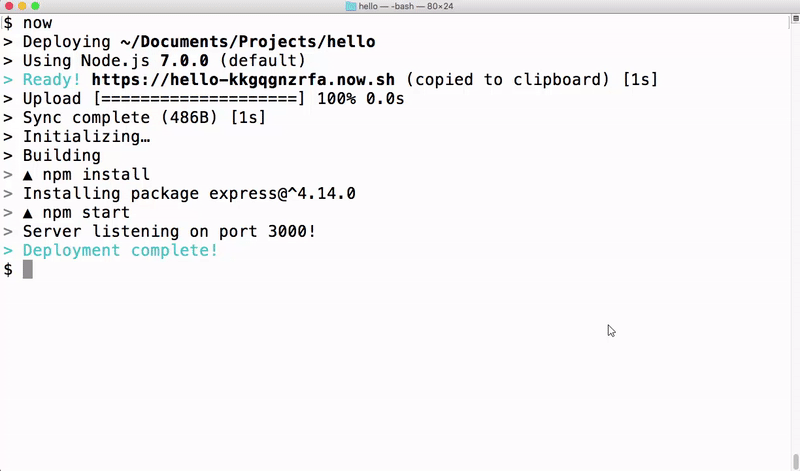 hello — -bash — 80×24
$ now
> Deploying ~/Documents/Projects/hello
> Using Node.js 7.0.0 (default)
> Ready! https://hello-kkgqgnzrfa.now.sh (copied to clipboard) [1s]
> Upload [====================] 100% 0.0s
> Sync complete (486B) [1s]
> Initializing…
> Building
> ▲ npm install
> Installing package express@^4.14.0
> ▲ npm start
> Server listening on port 3000!
> Deployment complete!
$